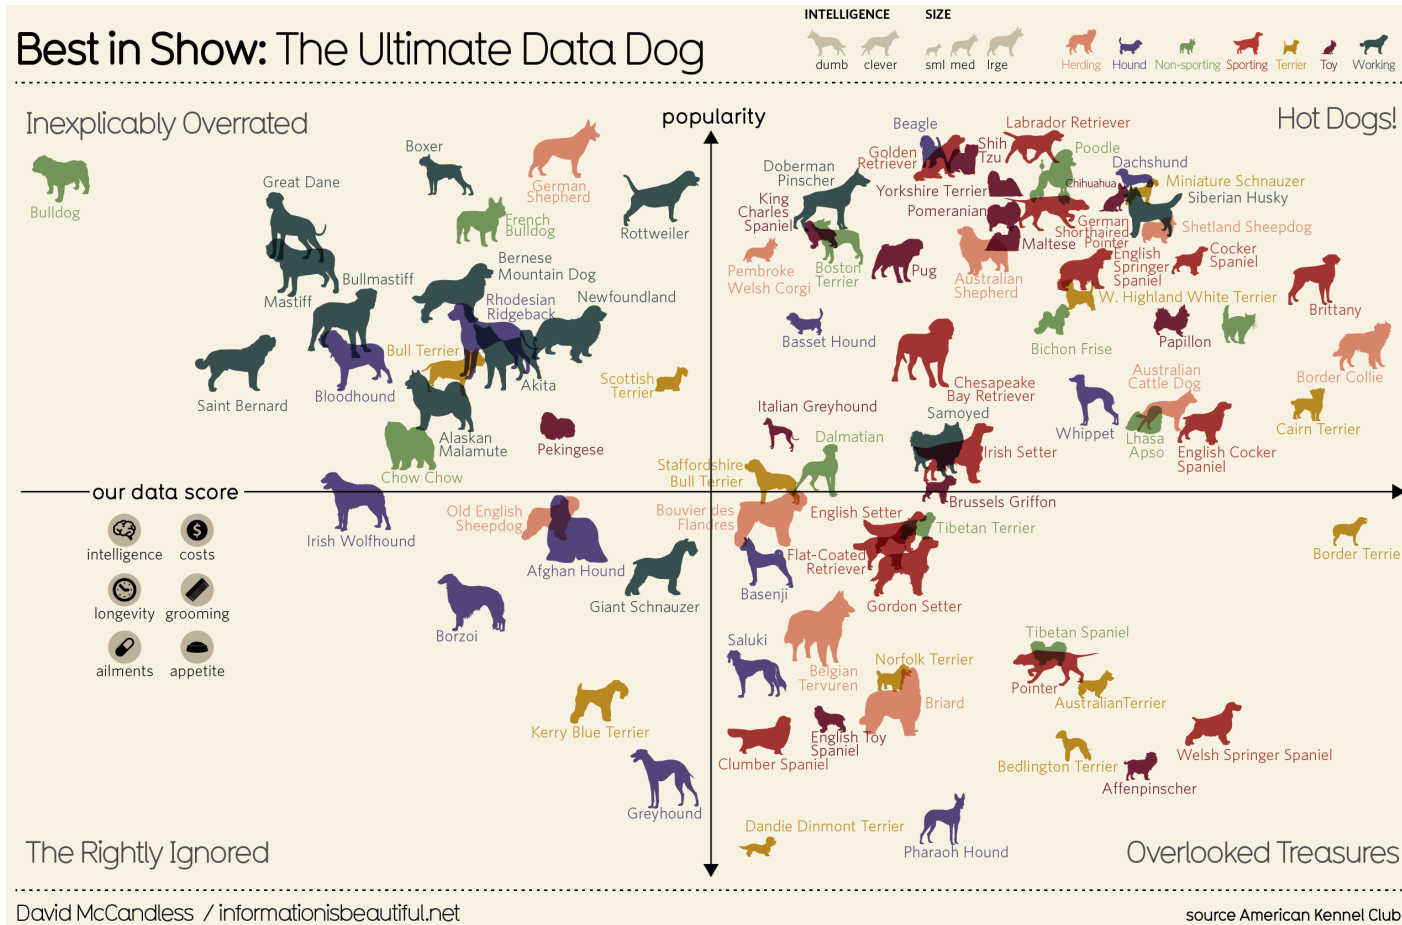 Best in Show: The Ultimate Data Dog
INTELLIGENCE
dumb clever
SIZE
sml med lrge
Herding Hound Non-sporting Sporting Terrier Toy Working
Inexplicably Overrated
popularity
Hot Dogs!
Bulldog
Great Dane
Boxer
German
Shepherd
Rottweiler
French
Bulldog
Mastiff
Bullmastiff
Bernese
Mountain Dog
Rhodesian
Ridgeback
Newfoundland
Saint Bernard
Bloodhound
Bull Terrier
Akita
Scottish
Terrier
Alaskan
Malamute
Pekingese
Chow Chow
Beagle
Labrador Retriever
Golden
Retriever
Shih
Tzu
Poodle
Dachshund
Doberman
Pinscher
Yorkshire Terrier
Chihuahua
Miniature Schnauzer
Siberian Husky
King
Charles
Spaniel
Pomeranian
German
Shorthaired
Pointer
Shetland Sheepdog
Maltese
Pembroke
Welsh Corgi
Boston
Terrier
Pug
Australian
Shepherd
English
Springer
Spaniel
Cocker
Spaniel
W. Highland White Terrier
Brittany
Basset Hound
Bichon Frise
Papillon
Border Collie
Chesapeake
Bay Retriever
Australian
Cattle Dog
Italian Greyhound
Samoyed
Whippet
Lhasa
Apso
Cairn Terrier
English Cocker
Spaniel
Dalmatian
Irish Setter
Staffordshire
Bull Terrier
our data score
intelligence costs
longevity grooming
ailments appetite
Irish Wolfhound
Old English
Sheepdog
Afghan Hound
Giant Schnauzer
Borzoi
Kerry Blue Terrier
Greyhound
Bouvier des
Flandres
English Setter
Brussels Griffon
Tibetan Terrier
Border Terrie
Flat-Coated
Retriever
Basenji
Gordon Setter
Saluki
Belgian
Tervuren
Norfolk Terrier
Briard
Tibetan Spaniel
Pointer
AustralianTerrier
English Toy
Spaniel
Clumber Spaniel
Welsh Springer Spaniel
Bedlington Terrier
Affenpinscher
Dandie Dinmont Terrier
Pharaoh Hound
The Rightly Ignored
Overlooked Treasures
David McCandless / informationisbeautiful.net
source American Kennel Club